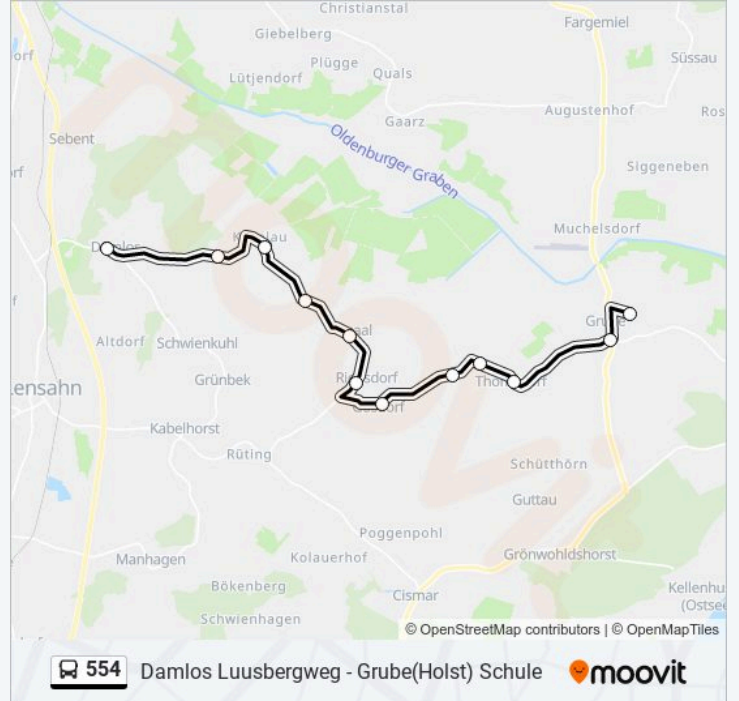 Christianstal
Fargemiel
Giebelberg
Plügge
Süssau
Quals
Lütjendorf
Augustenhof
Gaarz
Sebent
Oldenburger Graben
Siggeneben
Muchelsdorf
Altdorf
Schwienkuhl
Grünbek
Kabelhorst
Rüting
Schütthörn
Guttau
Poggenpohl
Grönwohldshorst
Manhagen
Kolauerhof
Bökenberg
Cismar
Schwienhagen
© OpenStreetMap contributors | © OpenMapTiles
554 Damlos Luusbergweg - Grube(Holst) Schule moovit